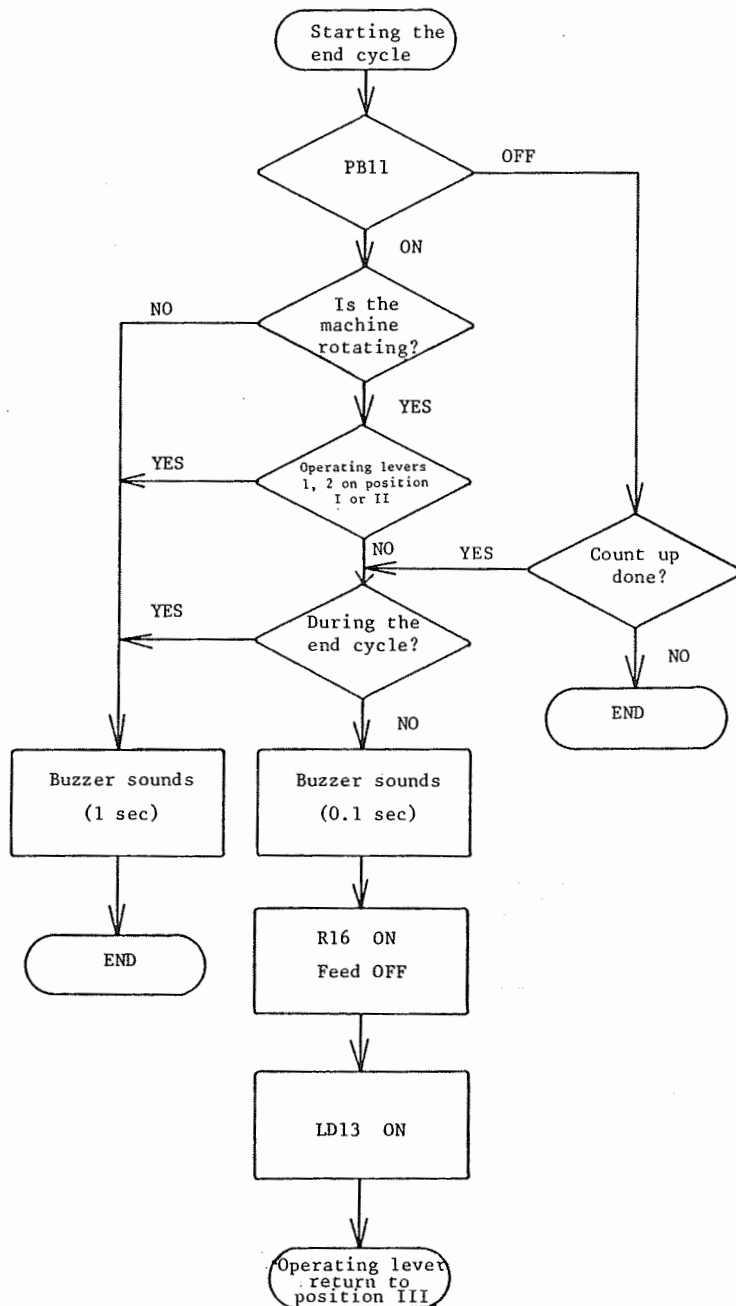 Starting the
end cycle
PB11
OFF
ON
NO
Is the
machine
rotating?
YES
YES
Operating levers
1, 2 on position
I or II
NO
YES
Count up
done?
YES
During the
end cycle?
NO
NO
END
Buzzer sounds
(1 sec)
Buzzer sounds
(0.1 sec)
END
R16 ON
Feed OFF
LD13 ON
Operating lever
return to
position III